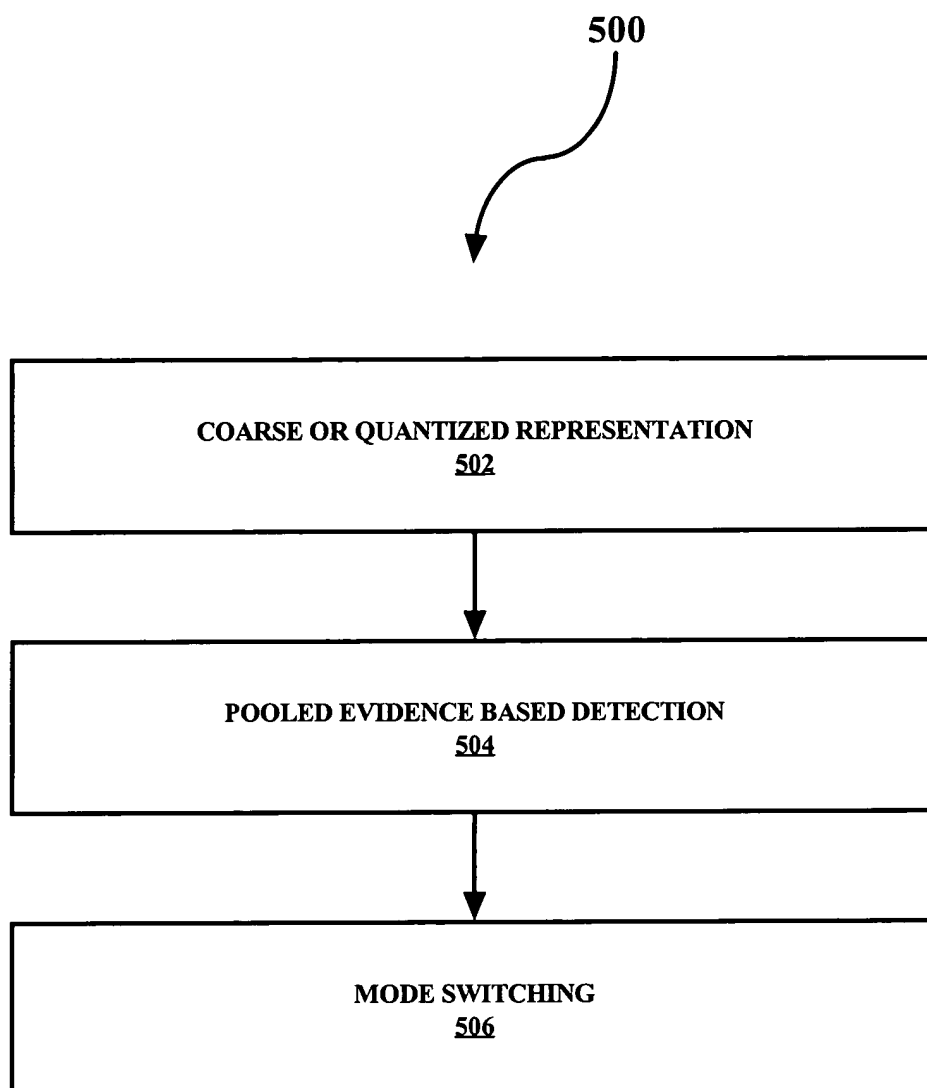 500
COARSE OR QUANTIZED REPRESENTATION
502
POOLED EVIDENCE BASED DETECTION
504
MODE SWITCHING
506